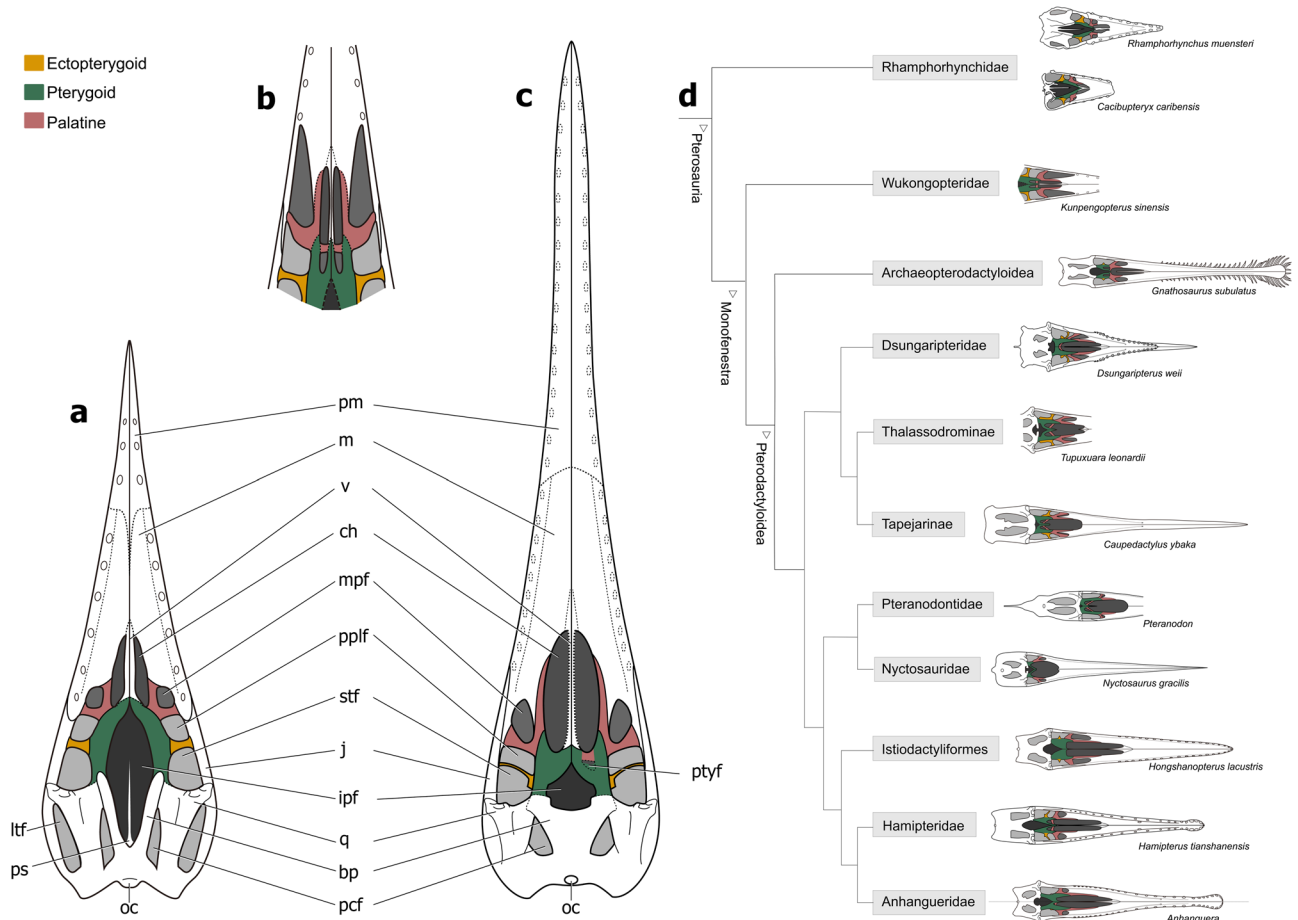 Ectopterygoid
Pterygoid
Palatine
a
b
c
d
pm
m
v
ch
mpf
pplf
stf
j
ipf
q
bp
pcf
ltf
ps
oc
ptyf
oc
Pterosauria
Monofenestra
Pterodactyloidea
Rhamphorhynchidae
Rhamphorhynchus muensteri
Cacibupteryx caribensis
Wukongopteridae
Kunpengopterus sinensis
Archaeopterodactyloidea
Gnathosaurus subulatus
Dsungaripteridae
Dsungaripterus weii
Thalassodrominae
Tupuxuara leonardii
Tapejarinae
Caupedactylus ybaka
Pteranodontidae
Pteranodon
Nyctosauridae
Nyctosaurus gracilis
Istiodactyliformes
Hongshanopterus lacustris
Hamipteridae
Hamipterus tianshanensis
Anhangueridae
Anhanguera